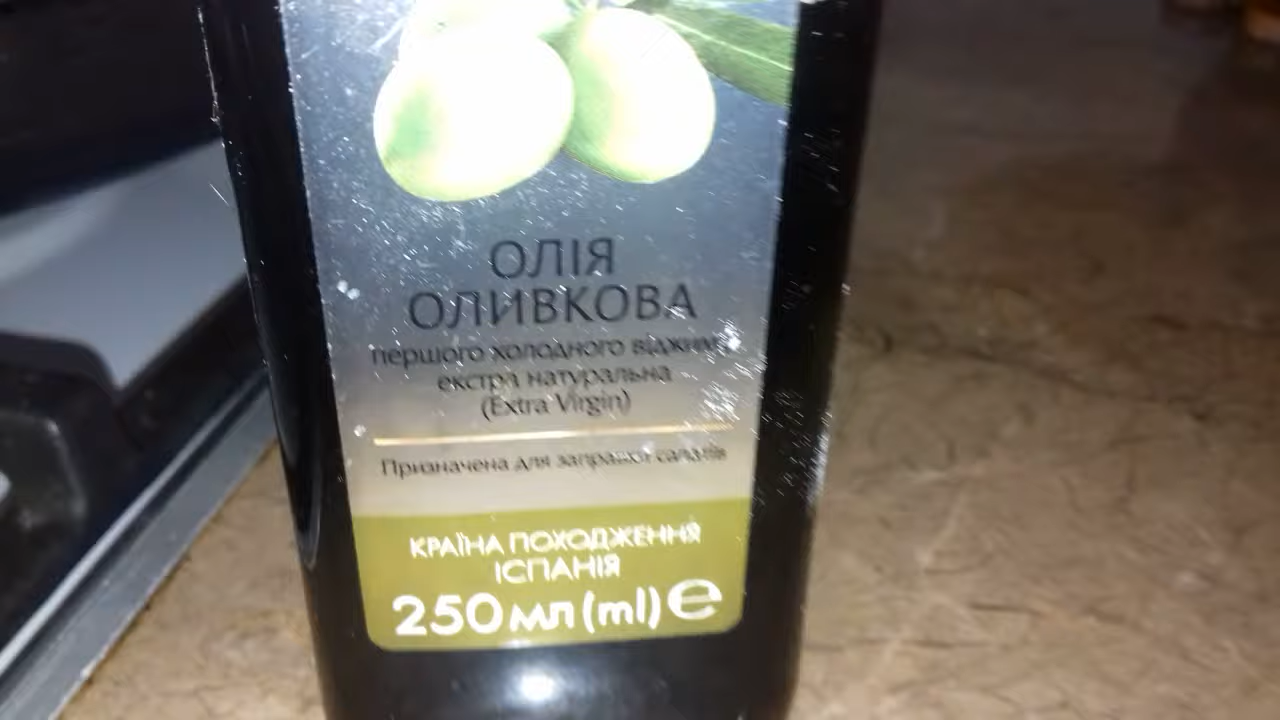 ОЛІЯ
ОЛИВКОВА
першого холодного віджиму
екстра натуральна
(Extra Virgin)
Призначена для заправки салатів
КРАЇНА ПОХОДЖЕННЯ
ІСПАНІЯ
250 мл (ml) ℮